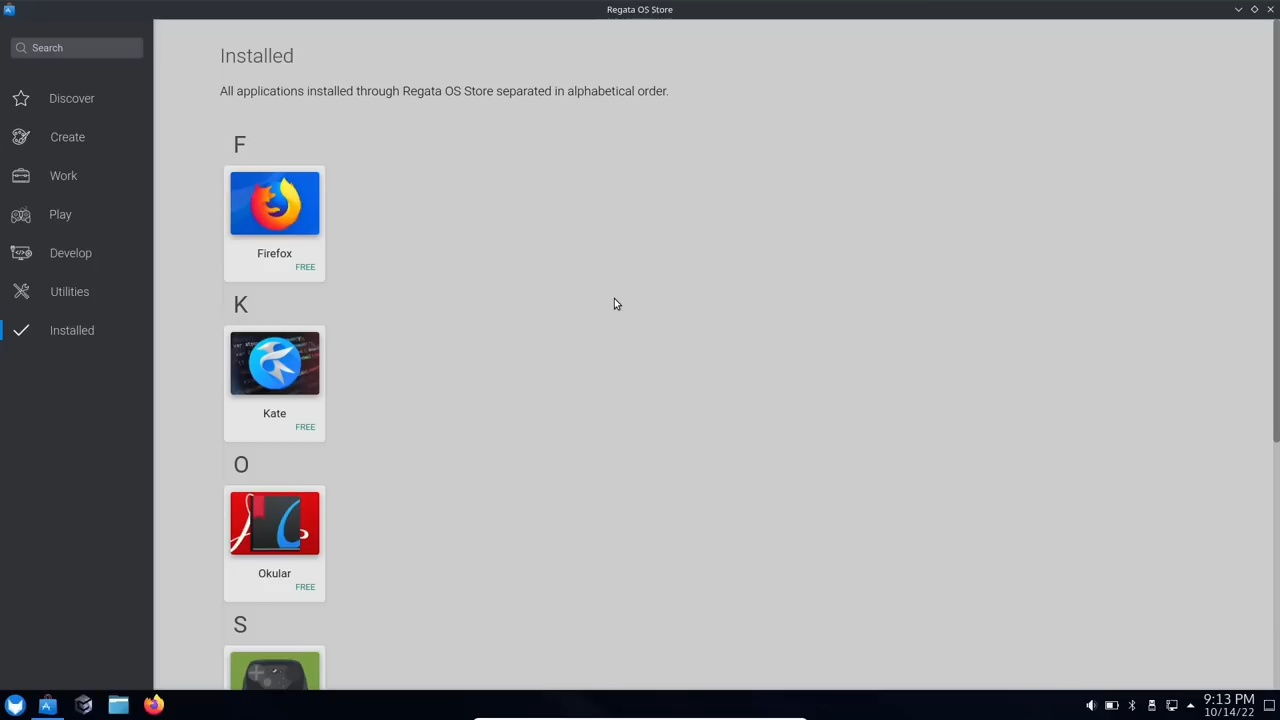 Regata OS Store
Search
Discover
Create
Work
Play
Develop
Utilities
Installed
Installed
All applications installed through Regata OS Store separated in alphabetical order.
F
Firefox
FREE
K
Kate
FREE
O
Okular
FREE
S
9:13 PM
10/14/22